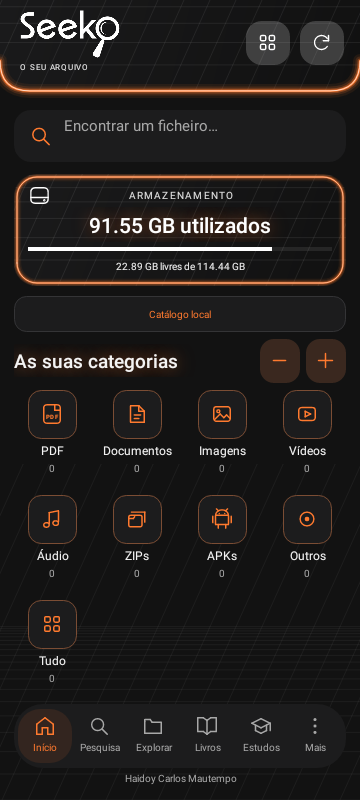 Seeko
O SEU ARQUIVO
Encontrar um ficheiro…
ARMAZENAMENTO
91.55 GB utilizados
22.89 GB livres de 114.44 GB
Catálogo local
As suas categorias
PDF
PDF
0
Documentos
0
Imagens
0
Vídeos
0
Áudio
0
ZIPs
0
APKs
0
Outros
0
Tudo
0
Início
Pesquisa
Explorar
Livros
Estudos
Mais
Haidoy Carlos Mautempo